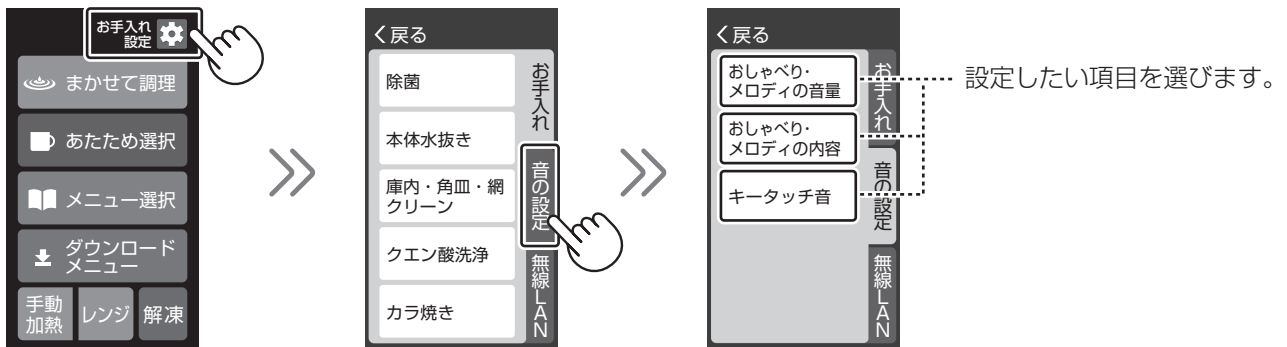 お手入れ
設定
まかせて調理
あたため選択
メニュー選択
ダウンロード
メニュー
手動
加熱
レンジ
解凍
戻る
除菌
本体水抜き
庫内・角皿・網
クリーン
クエン酸洗浄
カラ焼き
お手入れ
音の設定
無線LAN
戻る
おしゃべり・
メロディの音量
おしゃべり・
メロディの内容
キータッチ音
お手入れ
音の設定
無線LAN
設定したい項目を選びます。